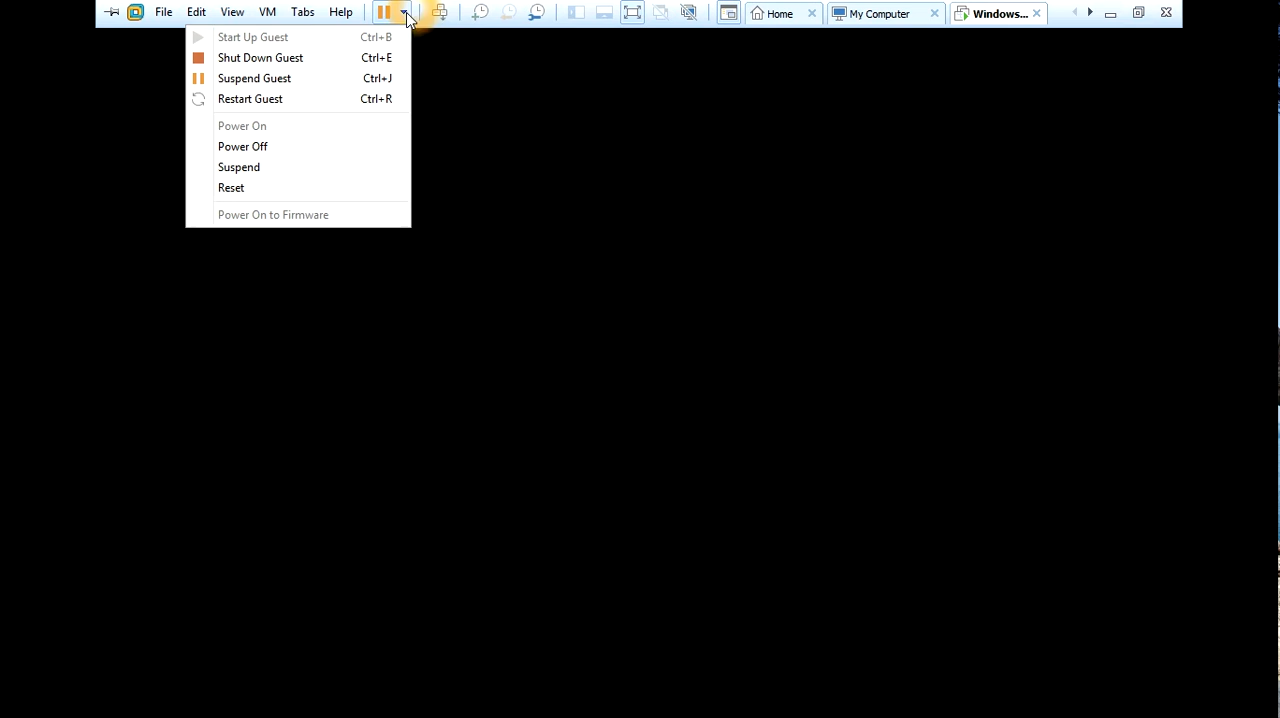 File Edit View VM Tabs Help Home My Computer Windows...
Start Up Guest Ctrl+B
Shut Down Guest Ctrl+E
Suspend Guest Ctrl+J
Restart Guest Ctrl+R
Power On
Power Off
Suspend
Reset
Power On to Firmware